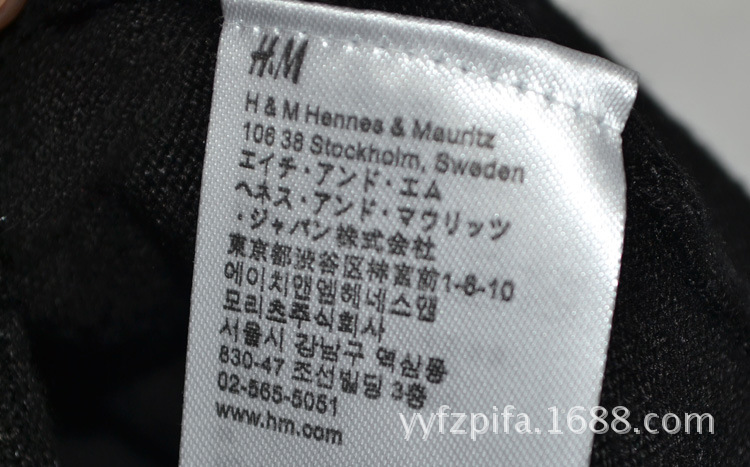 H&M
H & M Hennes & Mauritz
106 38 Stockholm, Sweden
エイチ・アンド・エム
ヘネス・アンド・マウリッツ
・ジャパン株式会社
東京都渋谷区神宮前1-8-10
에이치앤엠헤네스앤
모리츠주식회사
서울시 강남구 역삼동
830-47 조선빌딩 3층
02-565-5051
www.hm.com
yyfzpifa.1688.com